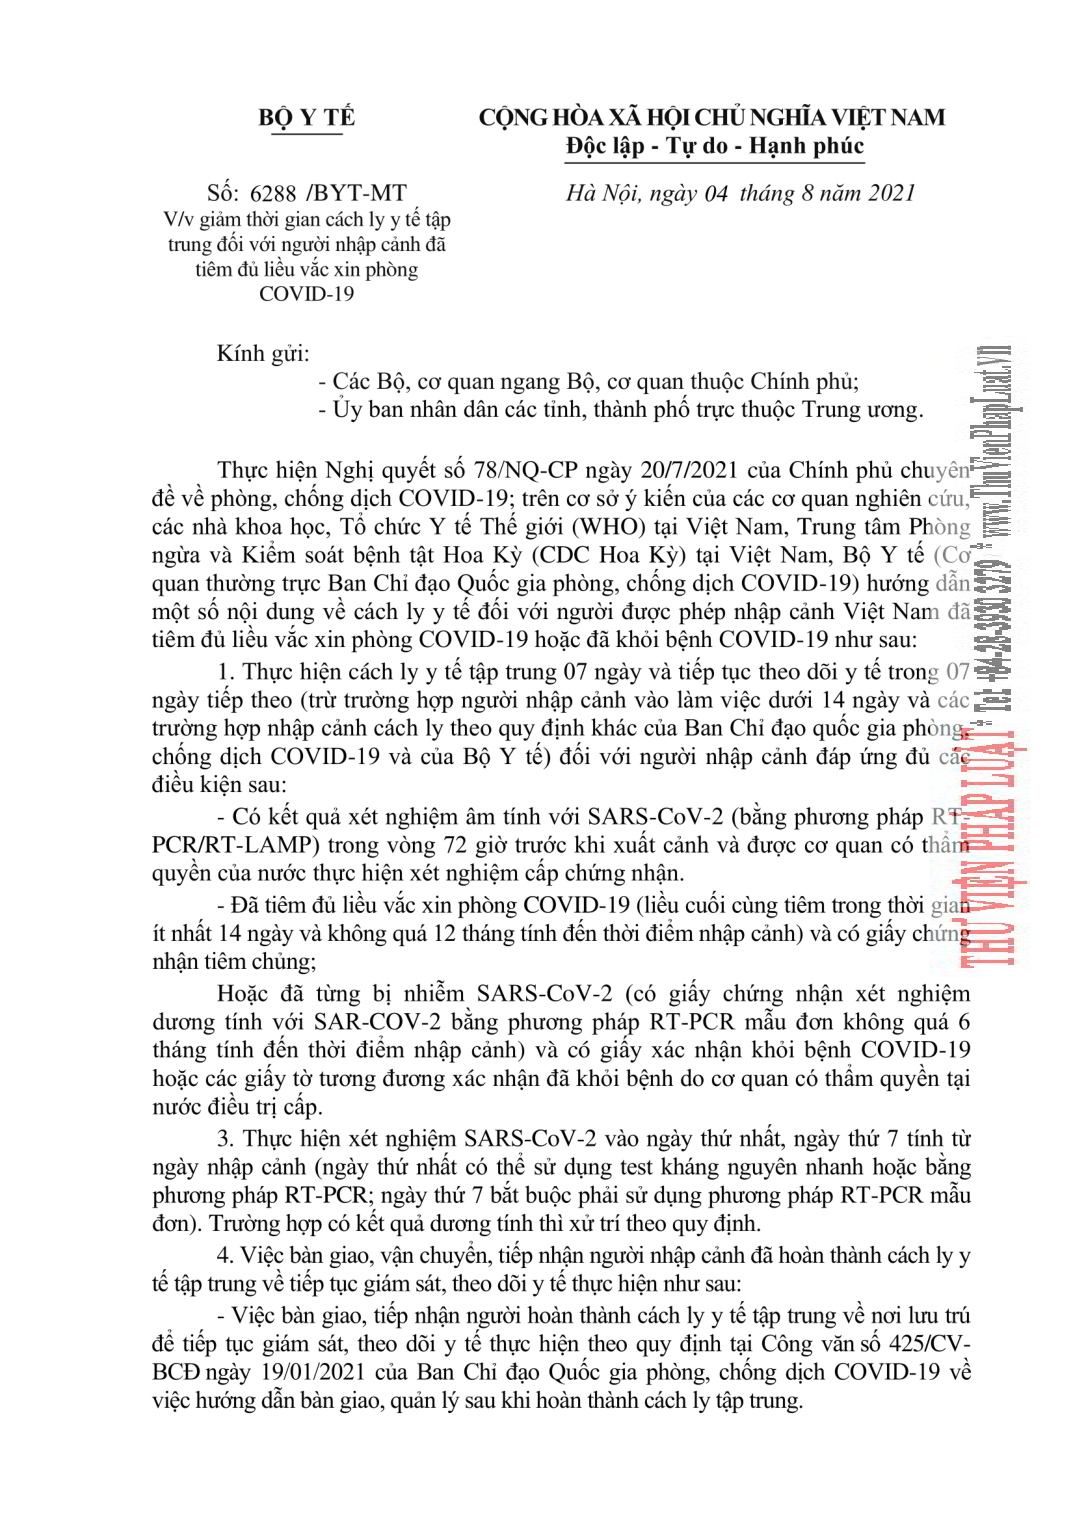 BỘ Y TẾ
CỘNG HÒA XÃ HỘI CHỦ NGHĨA VIỆT NAM
Độc lập - Tự do - Hạnh phúc
Số: 6288 /BYT-MT
Hà Nội, ngày 04 tháng 8 năm 2021
V/v giảm thời gian cách ly y tế tập
trung đối với người nhập cảnh đã
tiêm đủ liều vắc xin phòng
COVID-19
Kính gửi:
- Các Bộ, cơ quan ngang Bộ, cơ quan thuộc Chính phủ;
- Ủy ban nhân dân các tỉnh, thành phố trực thuộc Trung ương.
Thực hiện Nghị quyết số 78/NQ-CP ngày 20/7/2021 của Chính phủ chuyên
đề về phòng, chống dịch COVID-19; trên cơ sở ý kiến của các cơ quan nghiên cứu,
các nhà khoa học, Tổ chức Y tế Thế giới (WHO) tại Việt Nam, Trung tâm Phòng
ngừa và Kiểm soát bệnh tật Hoa Kỳ (CDC Hoa Kỳ) tại Việt Nam, Bộ Y tế (Cơ
quan thường trực Ban Chỉ đạo Quốc gia phòng, chống dịch COVID-19) hướng dẫn
một số nội dung về cách ly y tế đối với người được phép nhập cảnh Việt Nam đã
tiêm đủ liều vắc xin phòng COVID-19 hoặc đã khỏi bệnh COVID-19 như sau:
1. Thực hiện cách ly y tế tập trung 07 ngày và tiếp tục theo dõi y tế trong 07
ngày tiếp theo (trừ trường hợp người nhập cảnh vào làm việc dưới 14 ngày và các
trường hợp nhập cảnh cách ly theo quy định khác của Ban Chỉ đạo quốc gia phòng,
chống dịch COVID-19 và của Bộ Y tế) đối với người nhập cảnh đáp ứng đủ các
điều kiện sau:
- Có kết quả xét nghiệm âm tính với SARS-CoV-2 (bằng phương pháp RT-
PCR/RT-LAMP) trong vòng 72 giờ trước khi xuất cảnh và được cơ quan có thẩm
quyền của nước thực hiện xét nghiệm cấp chứng nhận.
- Đã tiêm đủ liều vắc xin phòng COVID-19 (liều cuối cùng tiêm trong thời gian
ít nhất 14 ngày và không quá 12 tháng tính đến thời điểm nhập cảnh) và có giấy chứng
nhận tiêm chủng;
Hoặc đã từng bị nhiễm SARS-CoV-2 (có giấy chứng nhận xét nghiệm
dương tính với SAR-COV-2 bằng phương pháp RT-PCR mẫu đơn không quá 6
tháng tính đến thời điểm nhập cảnh) và có giấy xác nhận khỏi bệnh COVID-19
hoặc các giấy tờ tương đương xác nhận đã khỏi bệnh do cơ quan có thẩm quyền tại
nước điều trị cấp.
3. Thực hiện xét nghiệm SARS-CoV-2 vào ngày thứ nhất, ngày thứ 7 tính từ
ngày nhập cảnh (ngày thứ nhất có thể sử dụng test kháng nguyên nhanh hoặc bằng
phương pháp RT-PCR; ngày thứ 7 bắt buộc phải sử dụng phương pháp RT-PCR mẫu
đơn). Trường hợp có kết quả dương tính thì xử trí theo quy định.
4. Việc bàn giao, vận chuyển, tiếp nhận người nhập cảnh đã hoàn thành cách ly y
tế tập trung về tiếp tục giám sát, theo dõi y tế thực hiện như sau:
- Việc bàn giao, tiếp nhận người hoàn thành cách ly y tế tập trung về nơi lưu trú
để tiếp tục giám sát, theo dõi y tế thực hiện theo quy định tại Công văn số 425/CV-
BCĐ ngày 19/01/2021 của Ban Chỉ đạo Quốc gia phòng, chống dịch COVID-19 về
việc hướng dẫn bàn giao, quản lý sau khi hoàn thành cách ly tập trung.
THƯ VIỆN PHÁP LUẬT * Tel: +84-28-3930 3279 * www.ThuVienPhapLuat.vn